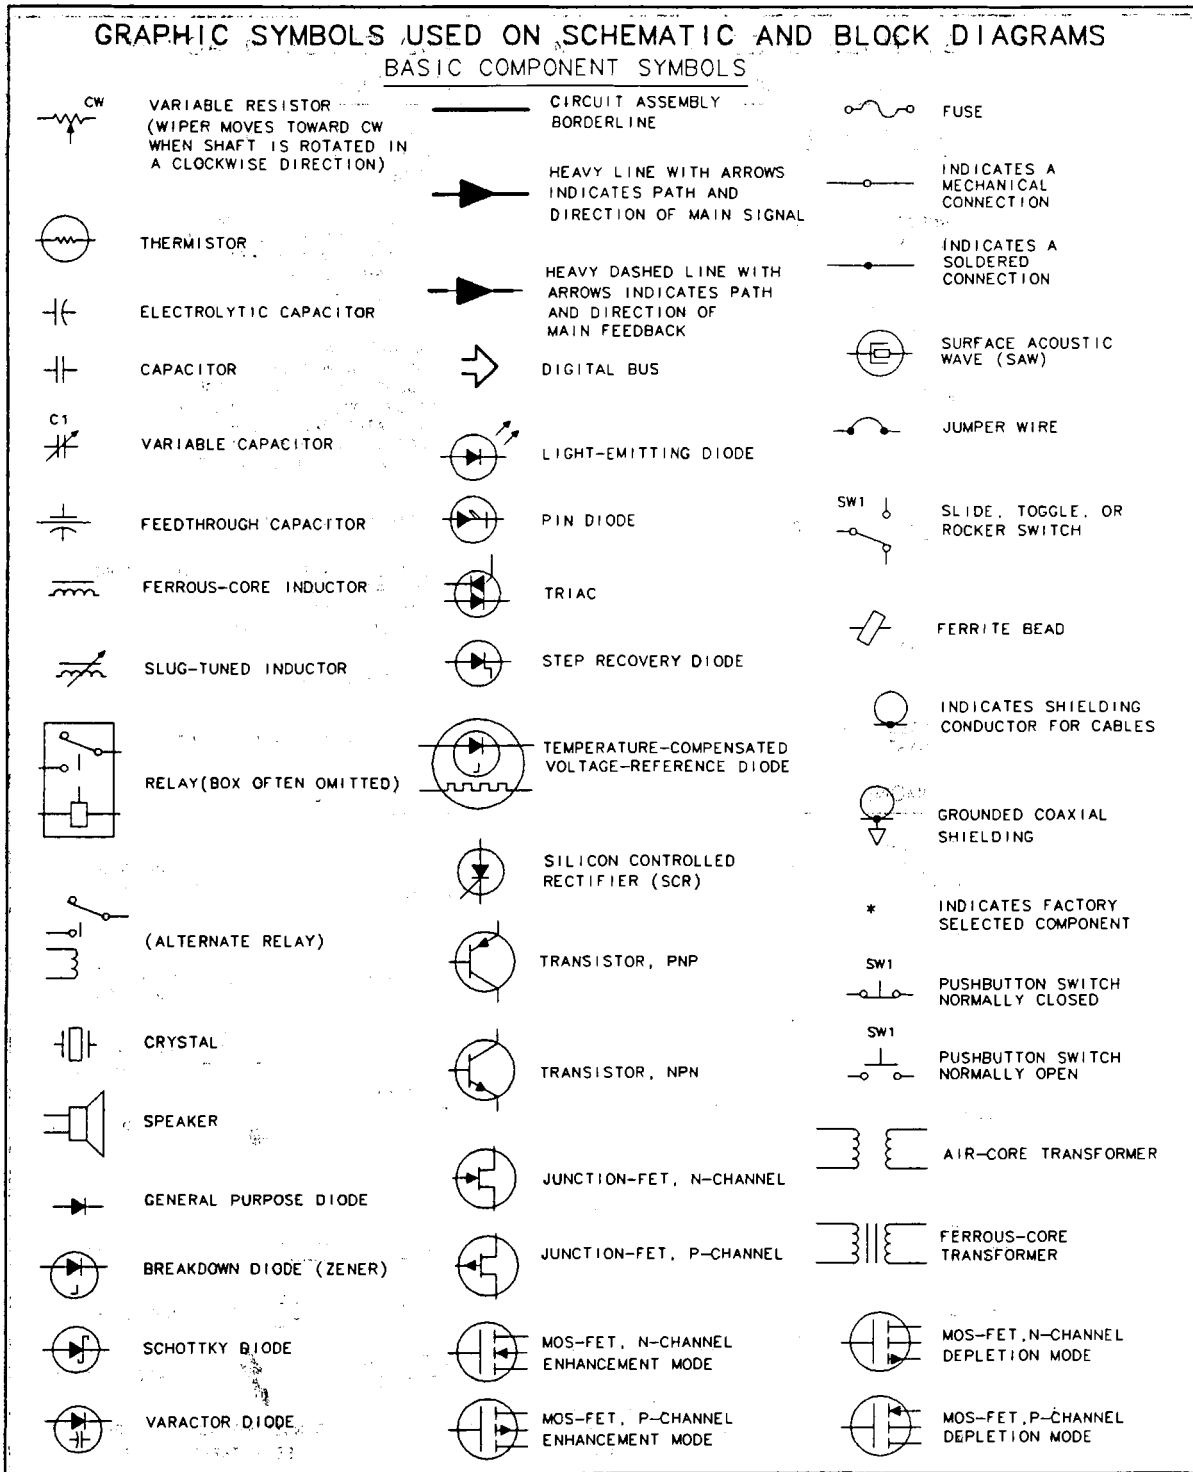 GRAPHIC SYMBOLS USED ON SCHEMATIC AND BLOCK DIAGRAMS
BASIC COMPONENT SYMBOLS
CW
VARIABLE RESISTOR
(WIPER MOVES TOWARD CW
WHEN SHAFT IS ROTATED IN
A CLOCKWISE DIRECTION)
THERMISTOR
ELECTROLYTIC CAPACITOR
CAPACITOR
C1
VARIABLE CAPACITOR
FEEDTHROUGH CAPACITOR
FERROUS-CORE INDUCTOR
SLUG-TUNED INDUCTOR
RELAY(BOX OFTEN OMITTED)
(ALTERNATE RELAY)
CRYSTAL
SPEAKER
GENERAL PURPOSE DIODE
BREAKDOWN DIODE (ZENER)
SCHOTTKY DIODE
VARACTOR DIODE
CIRCUIT ASSEMBLY
BORDERLINE
HEAVY LINE WITH ARROWS
INDICATES PATH AND
DIRECTION OF MAIN SIGNAL
HEAVY DASHED LINE WITH
ARROWS INDICATES PATH
AND DIRECTION OF
MAIN FEEDBACK
DIGITAL BUS
LIGHT-EMITTING DIODE
PIN DIODE
TRIAC
STEP RECOVERY DIODE
TEMPERATURE-COMPENSATED
VOLTAGE-REFERENCE DIODE
SILICON CONTROLLED
RECTIFIER (SCR)
TRANSISTOR, PNP
TRANSISTOR, NPN
JUNCTION-FET, N-CHANNEL
JUNCTION-FET, P-CHANNEL
MOS-FET, N-CHANNEL
ENHANCEMENT MODE
MOS-FET, P-CHANNEL
ENHANCEMENT MODE
FUSE
INDICATES A
MECHANICAL
CONNECTION
INDICATES A
SOLDERED
CONNECTION
SURFACE ACOUSTIC
WAVE (SAW)
JUMPER WIRE
SW1
SLIDE, TOGGLE, OR
ROCKER SWITCH
FERRITE BEAD
INDICATES SHIELDING
CONDUCTOR FOR CABLES
GROUNDED COAXIAL
SHIELDING
*
INDICATES FACTORY
SELECTED COMPONENT
SW1
PUSHBUTTON SWITCH
NORMALLY CLOSED
SW1
PUSHBUTTON SWITCH
NORMALLY OPEN
AIR-CORE TRANSFORMER
FERROUS-CORE
TRANSFORMER
MOS-FET,N-CHANNEL
DEPLETION MODE
MOS-FET,P-CHANNEL
DEPLETION MODE